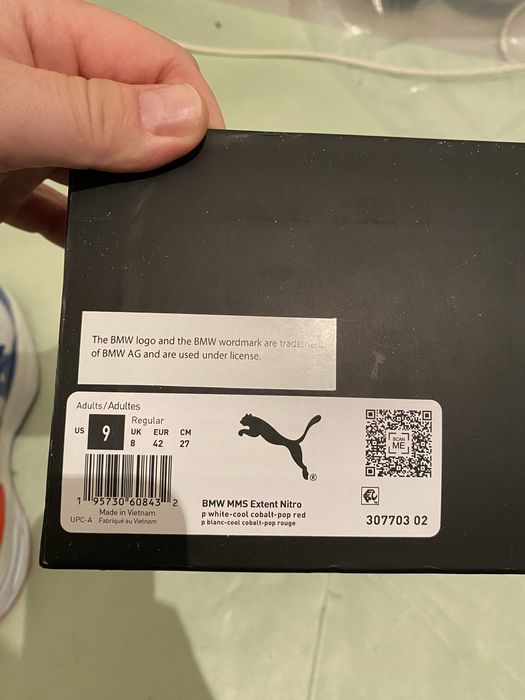 The BMW logo and the BMW wordmark are trademarks
of BMW AG and are used under license.
Adults/Adultes
Regular
US 9 UK EUR CM
8 42 27
SCAN
ME
®
1 95730 60843 2
Made in Vietnam
UPC-A Fabriqué au Vietnam
BMW MMS Extent Nitro
p white-cool cobalt-pop red
p blanc-cool cobalt-pop rouge
307703 02